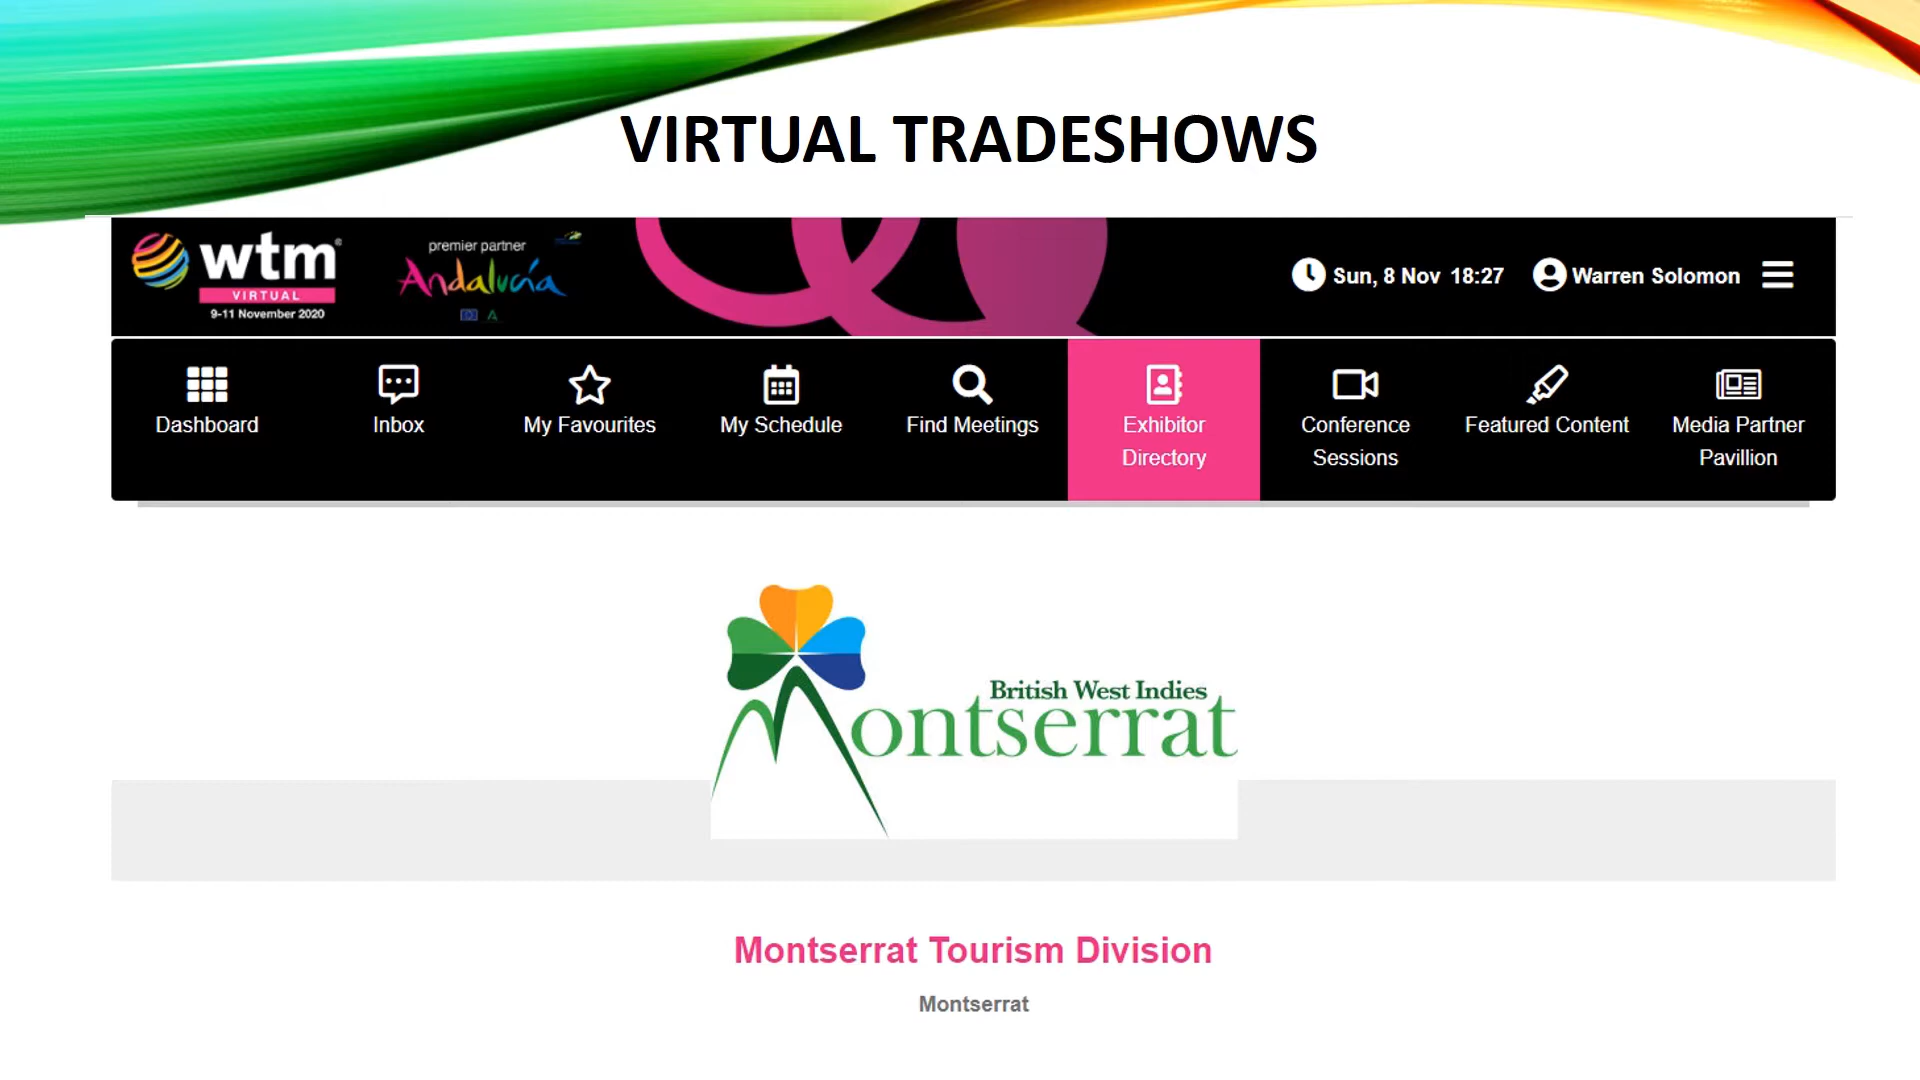 VIRTUAL TRADESHOWS
wtm®
VIRTUAL
9-11 November 2020
premier partner
Andalucía
Sun, 8 Nov 18:27
Warren Solomon
Dashboard
Inbox
My Favourites
My Schedule
Find Meetings
Exhibitor
Directory
Conference
Sessions
Featured Content
Media Partner
Pavillion
British West Indies
Montserrat
Montserrat Tourism Division
Montserrat